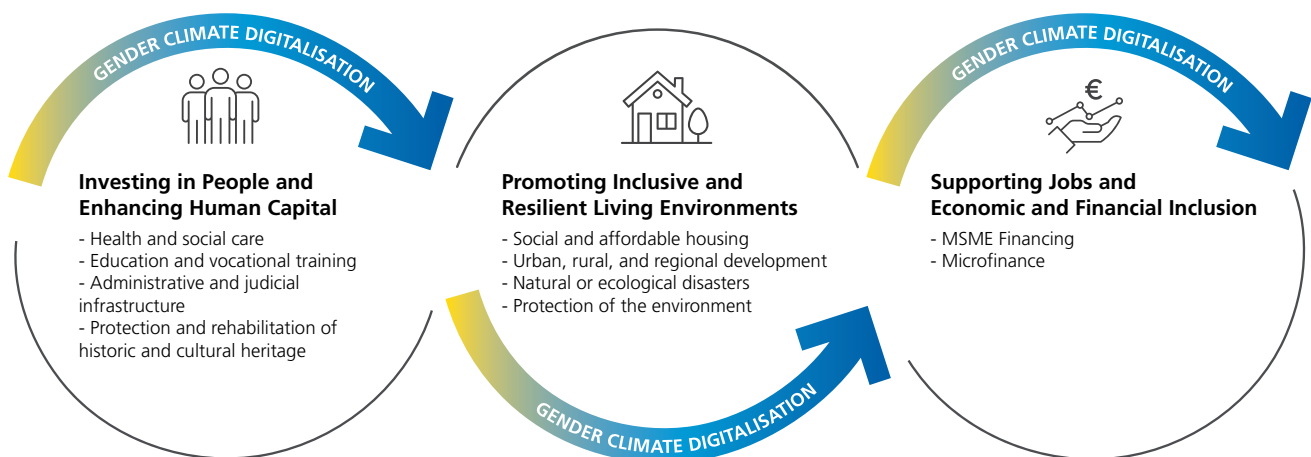 GENDER CLIMATE DIGITALISATION
Investing in People and
Enhancing Human Capital
- Health and social care
- Education and vocational training
- Administrative and judicial
infrastructure
- Protection and rehabilitation of
historic and cultural heritage
Promoting Inclusive and
Resilient Living Environments
- Social and affordable housing
- Urban, rural, and regional development
- Natural or ecological disasters
- Protection of the environment
GENDER CLIMATE DIGITALISATION
GENDER CLIMATE DIGITALISATION
€
Supporting Jobs and
Economic and Financial Inclusion
- MSME Financing
- Microfinance